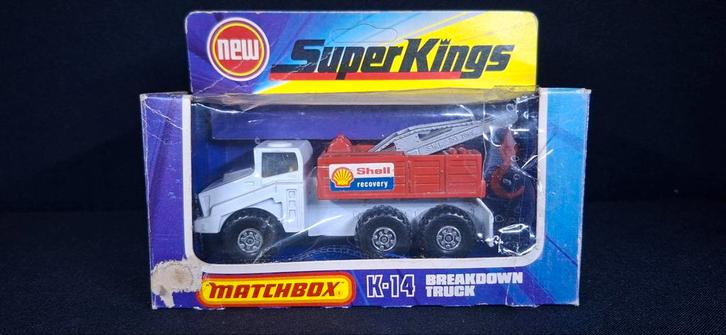 new
SuperKings
Shell
recovery
MATCHBOX
K-14
BREAKDOWN
TRUCK